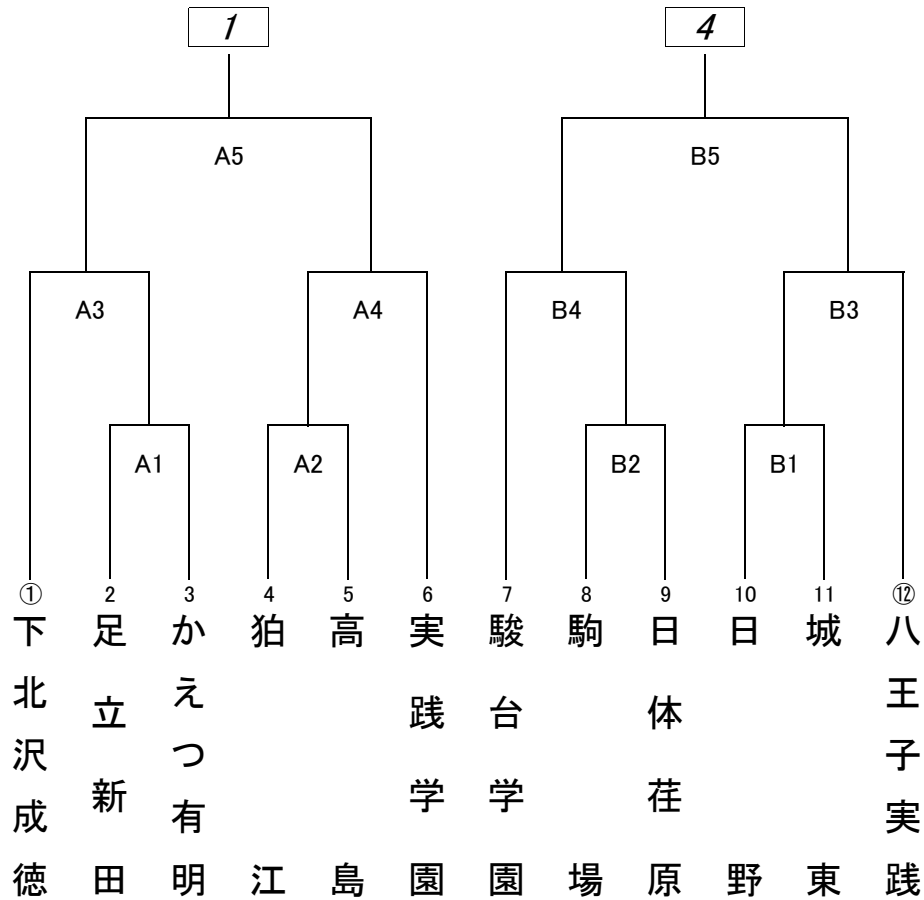 1
4
A5
B5
A3
A4
B4
B3
A1
A2
B2
B1
①
2
3
4
5
6
7
8
9
10
11
⑫
下北沢成徳
足立新田
かえつ有明
狛江
高島
実践学園
駿台学園
駒場
日体荏原
日野
城東
八王子実践